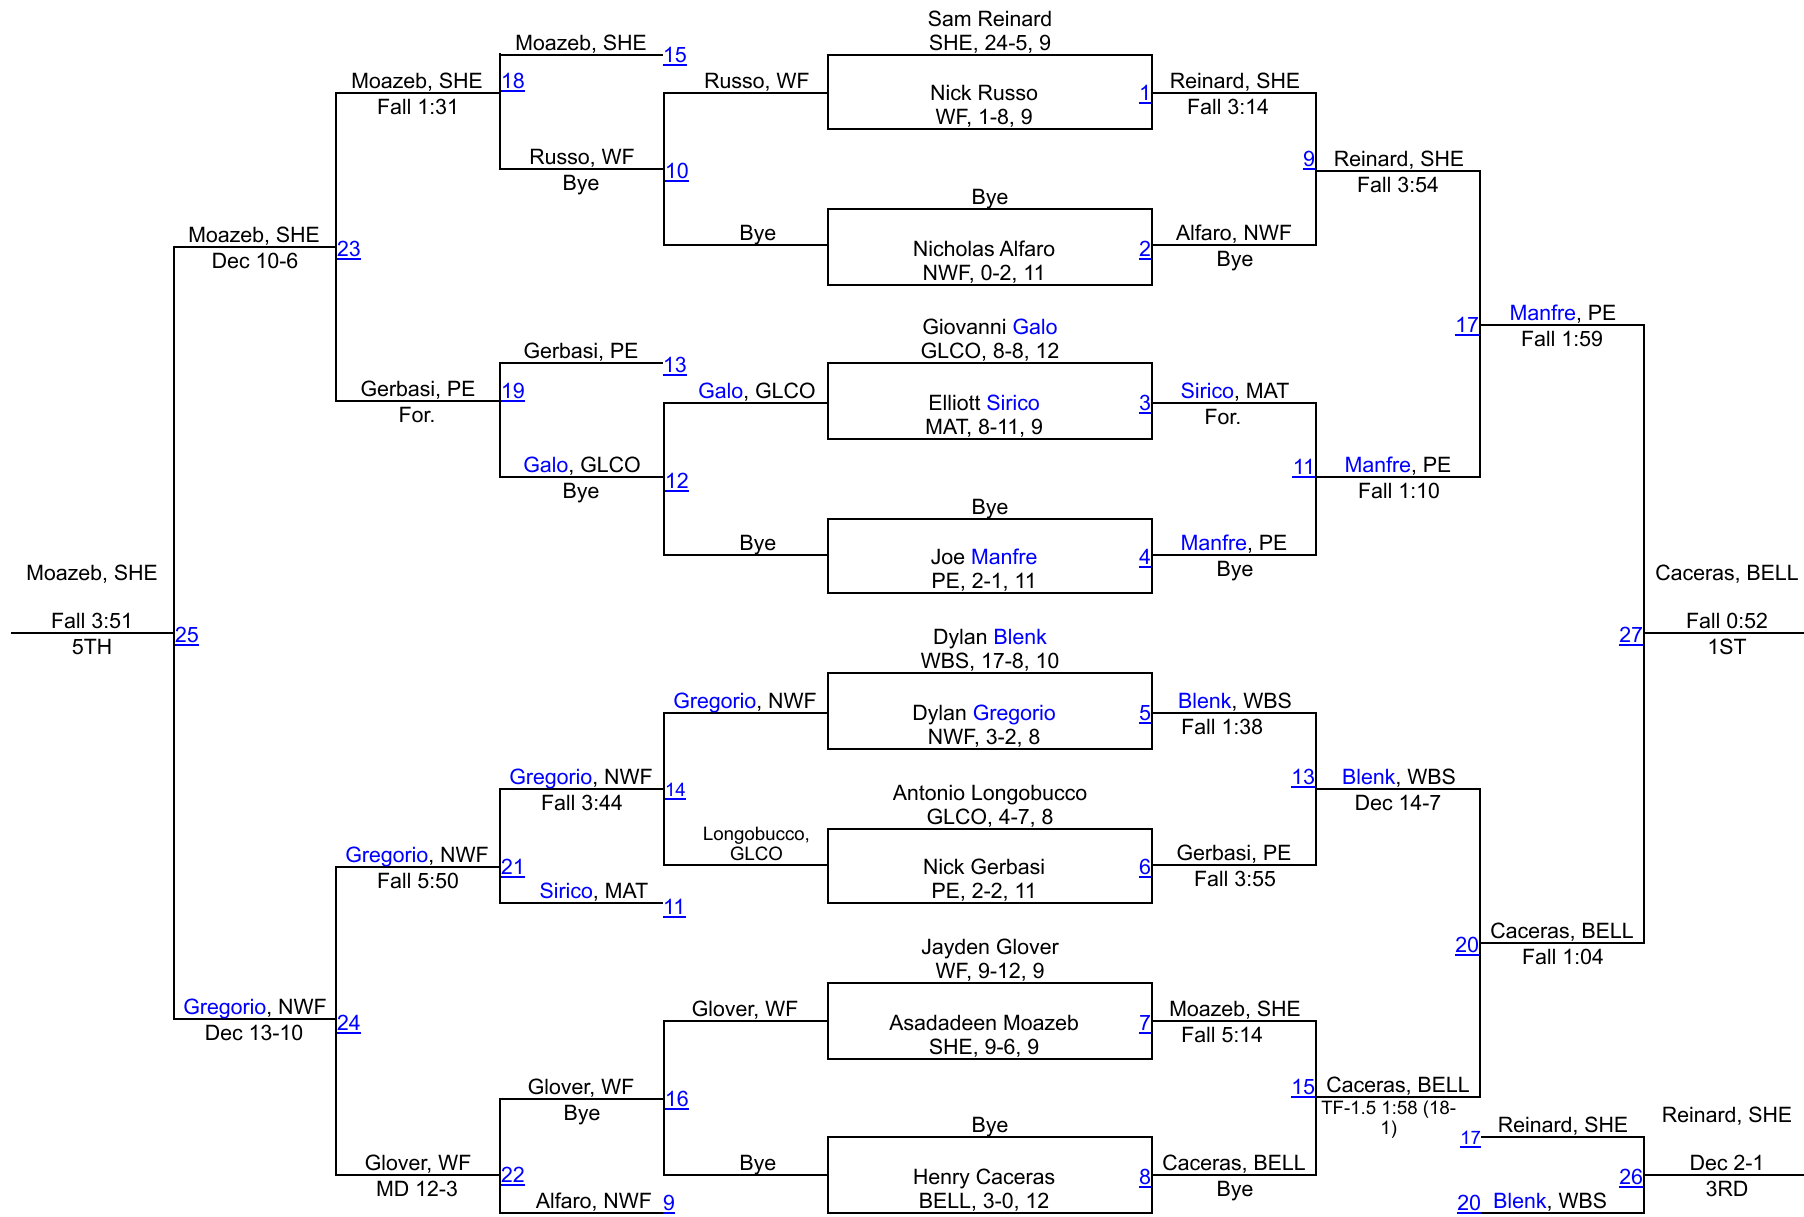 Sam Reinard
SHE, 24-5, 9
Moazeb, SHE
15
Moazeb, SHE
18
Russo, WF
Nick Russo
1
Reinard, SHE
Fall 1:31
WF, 1-8, 9
Fall 3:14
Russo, WF
10
9
Reinard, SHE
Bye
Fall 3:54
Bye
Moazeb, SHE
23
Bye
Nicholas Alfaro
2
Alfaro, NWF
Dec 10-6
NWF, 0-2, 11
Bye
Giovanni Galo
17
Manfre, PE
Gerbasi, PE
13
GLCO, 8-8, 12
Fall 1:59
Gerbasi, PE
19
Galo, GLCO
Elliott Sirico
3
Sirico, MAT
For.
MAT, 8-11, 9
For.
Galo, GLCO
12
11
Manfre, PE
Bye
Fall 1:10
Bye
Bye
Joe Manfre
4
Manfre, PE
Moazeb, SHE
PE, 2-1, 11
Bye
Caceras, BELL
Fall 3:51
25
27
Fall 0:52
5TH
Dylan Blenk
1ST
WBS, 17-8, 10
Gregorio, NWF
Dylan Gregorio
5
Blenk, WBS
NWF, 3-2, 8
Fall 1:38
Gregorio, NWF
14
13
Blenk, WBS
Fall 3:44
Antonio Longobucco
Dec 14-7
GLCO, 4-7, 8
Longobucco,
GLCO
Gregorio, NWF
21
Nick Gerbasi
6
Gerbasi, PE
Fall 5:50
PE, 2-2, 11
Fall 3:55
Sirico, MAT
11
Jayden Glover
20
Caceras, BELL
WF, 9-12, 9
Fall 1:04
Gregorio, NWF
24
Glover, WF
Asadadeen Moazeb
7
Moazeb, SHE
Dec 13-10
SHE, 9-6, 9
Fall 5:14
Glover, WF
16
15
Caceras, BELL
Bye
TF-1.5 1:58 (18-
1)
Bye
17
Reinard, SHE
Reinard, SHE
Glover, WF
22
Bye
Henry Caceras
8
Caceras, BELL
26
Dec 2-1
MD 12-3
BELL, 3-0, 12
Bye
3RD
Alfaro, NWF
9
20
Blenk, WBS